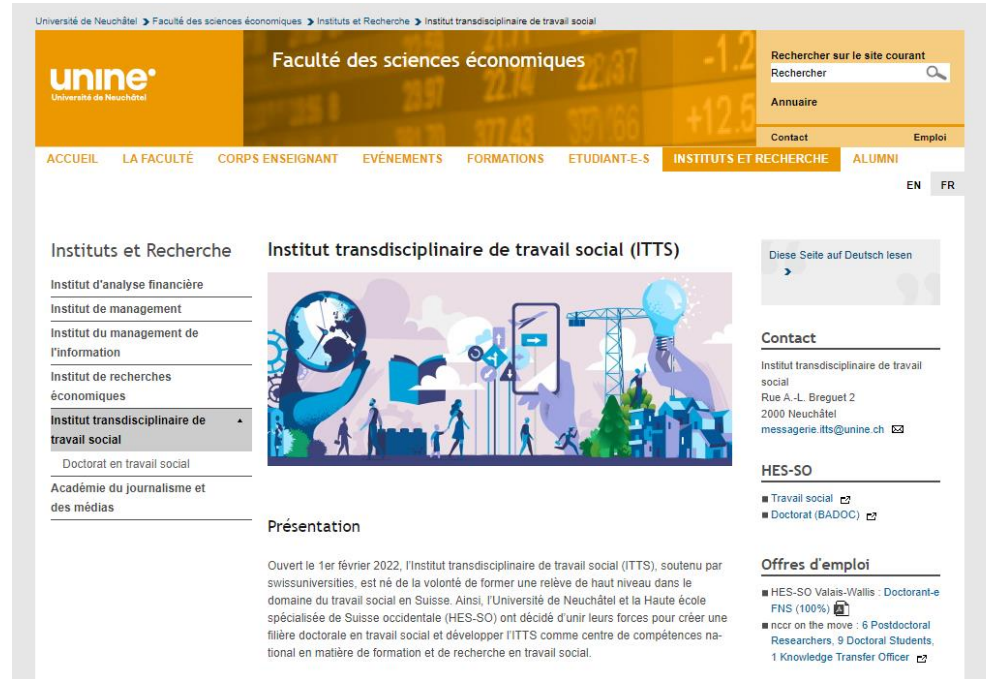 Université de Neuchâtel ❯ Faculté des sciences économiques ❯ Instituts et Recherche ❯ Institut transdisciplinaire de travail social
unine
Université de Neuchâtel
Faculté des sciences économiques
Rechercher sur le site courant
Rechercher
Annuaire
Contact
Emploi
ACCUEIL
LA FACULTÉ
CORPS ENSEIGNANT
EVÉNEMENTS
FORMATIONS
ETUDIANT-E-S
INSTITUTS ET RECHERCHE
ALUMNI
EN
FR
Instituts et Recherche
Institut d'analyse financière
Institut de management
Institut du management de
l'information
Institut de recherches
économiques
Institut transdisciplinaire de
travail social
Doctorat en travail social
Académie du journalisme et
des médias
Institut transdisciplinaire de travail social (ITTS)
Présentation
Ouvert le 1er février 2022, l'Institut transdisciplinaire de travail social (ITTS), soutenu par
swissuniversities, est né de la volonté de former une relève de haut niveau dans le
domaine du travail social en Suisse. Ainsi, l'Université de Neuchâtel et la Haute école
spécialisée de Suisse occidentale (HES-SO) ont décidé d'unir leurs forces pour créer une
filière doctorale en travail social et développer l'ITTS comme centre de compétences na-
tional en matière de formation et de recherche en travail social.
Diese Seite auf Deutsch lesen
Contact
Institut transdisciplinaire de travail
social
Rue A.-L. Breguet 2
2000 Neuchâtel
messagerie.itts@unine.ch
HES-SO
Travail social
Doctorat (BADOC)
Offres d'emploi
HES-SO Valais-Wallis : Doctorant-e
FNS (100%)
nccr on the move : 6 Postdoctoral
Researchers, 9 Doctoral Students,
1 Knowledge Transfer Officer